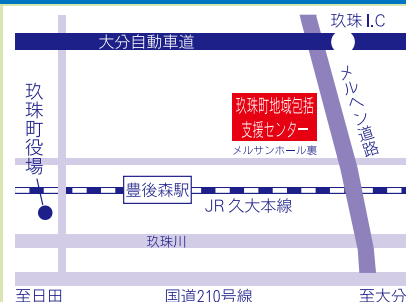 玖珠 I.C
大分自動車道
メルヘン道路
玖珠町地域包括
支援センター
メルサンホール裏
玖珠町役場
豊後森駅
JR 久大本線
玖珠川
至日田
国道210号線
至大分